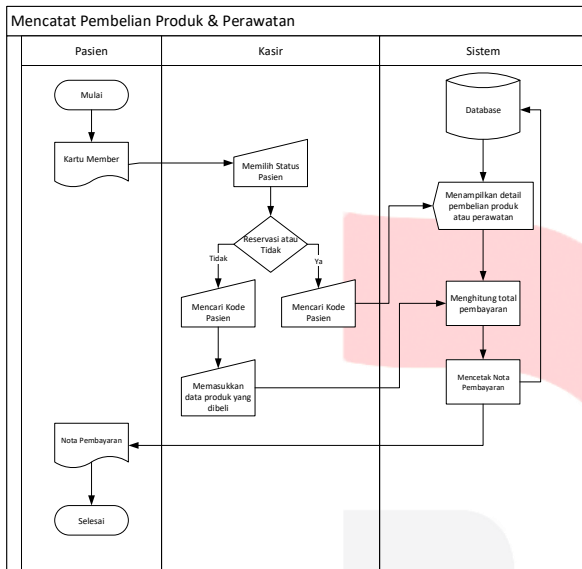 Mencatat Pembelian Produk & Perawatan
Pasien
Kasir
Sistem
Mulai
Database
Kartu Member
Memilih Status
Pasien
Menampilkan detail
pembelian produk
atau perawatan
Reservasi atau
Tidak
Tidak
Ya
Mencari Kode
Pasien
Mencari Kode
Pasien
Menghitung total
pembayaran
Memasukkan
data produk yang
dibeli
Mencetak Nota
Pembayaran
Nota Pembayaran
Selesai